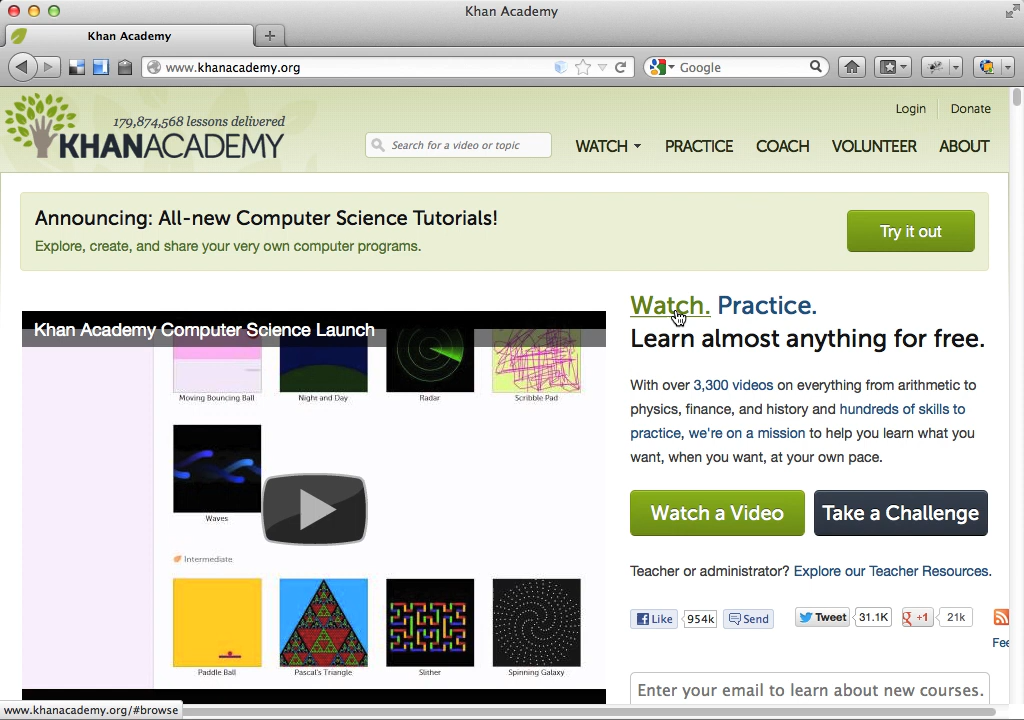 Khan Academy
Khan Academy
www.khanacademy.org
Google
Login
Donate
179,874,568 lessons delivered
KHANACADEMY
Search for a video or topic
WATCH
PRACTICE
COACH
VOLUNTEER
ABOUT
Announcing: All-new Computer Science Tutorials!
Explore, create, and share your very own computer programs.
Try it out
Khan Academy Computer Science Launch
Moving Bouncing Ball
Night and Day
Radar
Scribble Pad
Waves
Intermediate
Paddle Ball
Pascal's Triangle
Slither
Spinning Galaxy
Watch. Practice.
Learn almost anything for free.
With over 3,300 videos on everything from arithmetic to
physics, finance, and history and hundreds of skills to
practice, we're on a mission to help you learn what you
want, when you want, at your own pace.
Watch a Video
Take a Challenge
Teacher or administrator? Explore our Teacher Resources.
Like
954k
Send
Tweet
31.1K
+1
21k
Fee
Enter your email to learn about new courses.
www.khanacademy.org/#browse